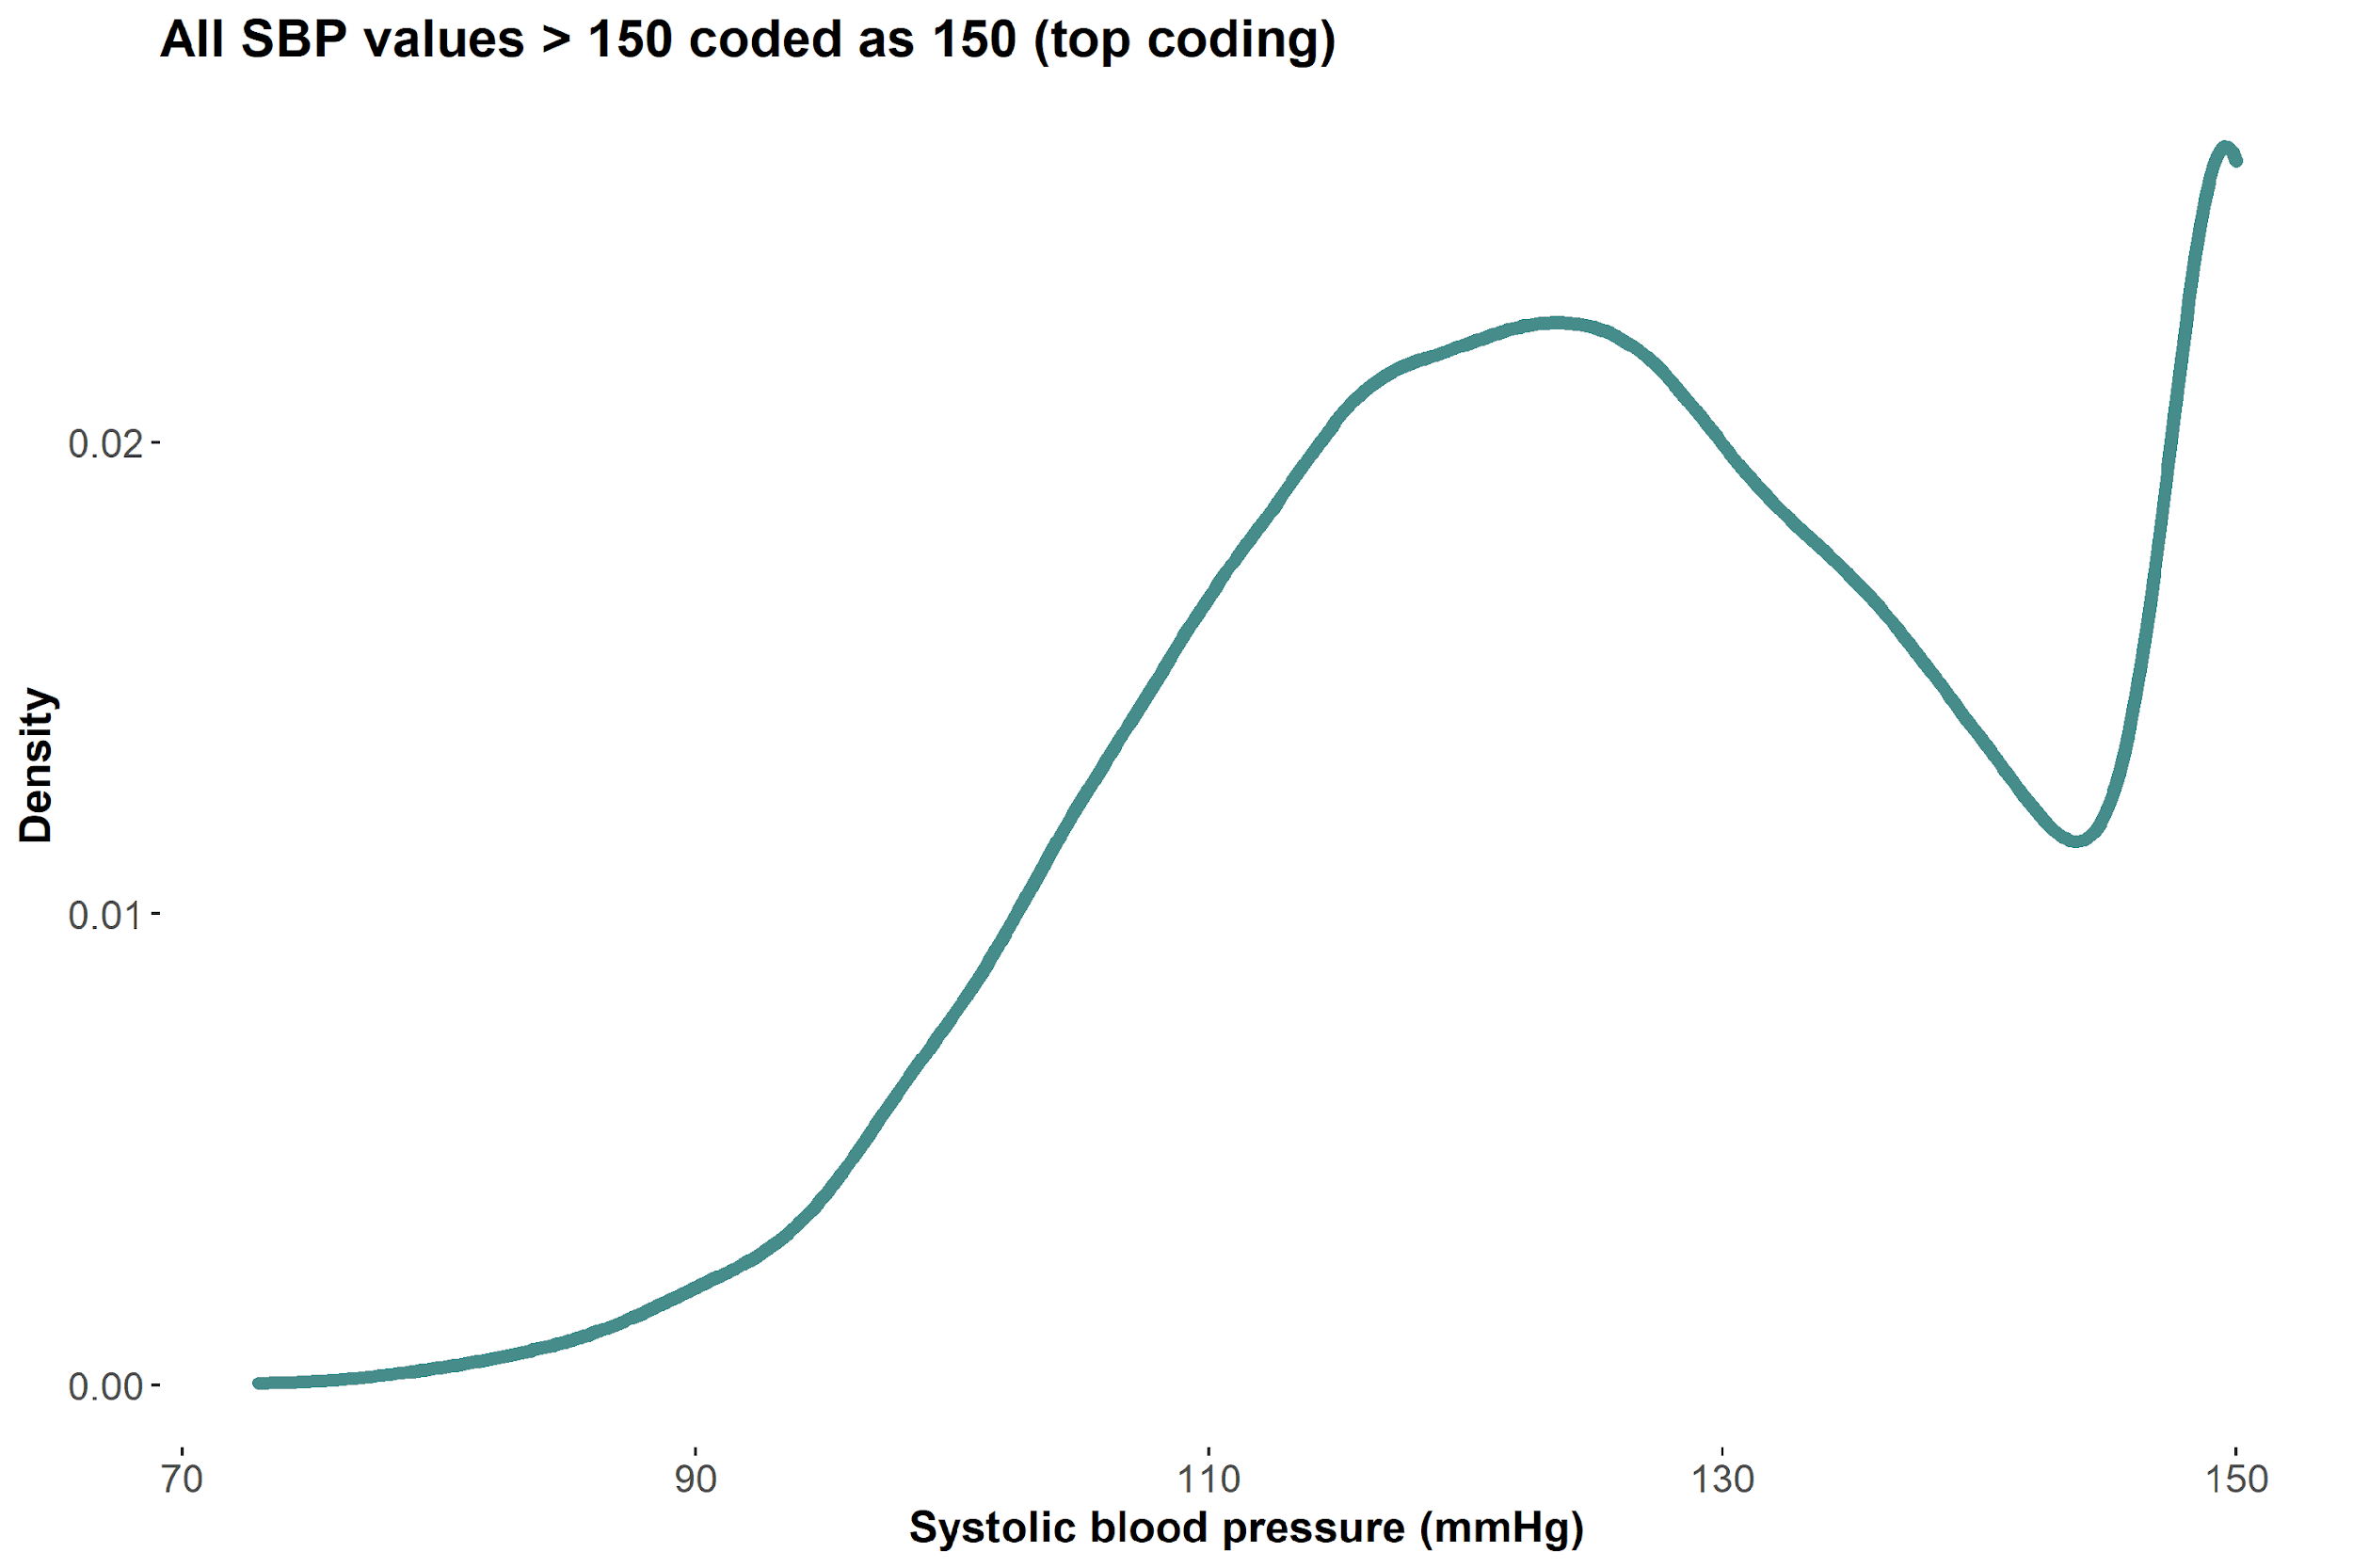 All SBP values > 150 coded as 150 (top coding)
Density
0.02
0.01
0.00
70 90 110 130 150
Systolic blood pressure (mmHg)